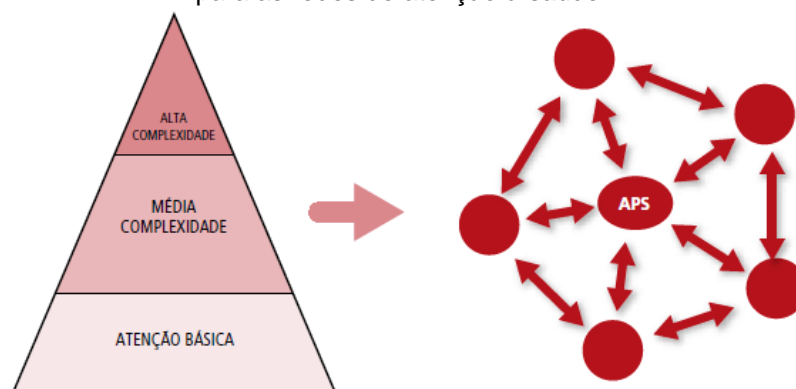 ALTA
COMPLEXIDADE
MÉDIA
COMPLEXIDADE
ATENÇÃO BÁSICA
APS